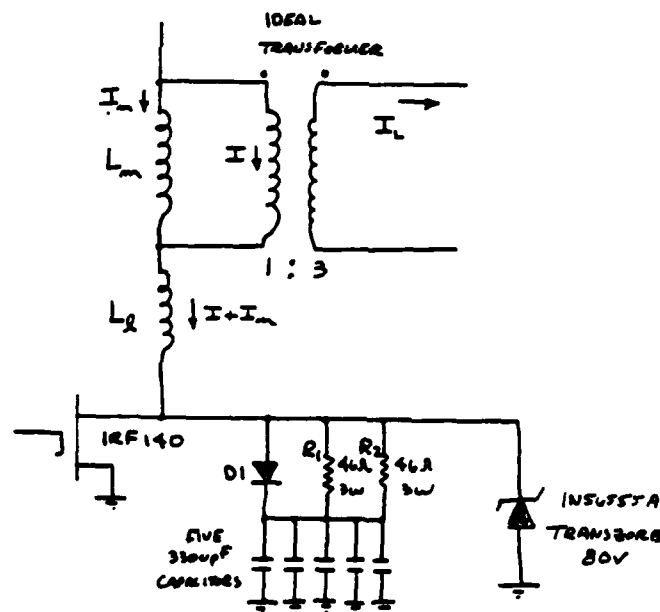 IDEAL
TRANSFORMER
Im
Lm
I
IL
1 : 3
Ll
I+Im
IRF140
D1
R1
46Ω
3W
R2
46Ω
3W
FIVE
3300pF
CAPACITORS
1N5655A
TRANSZORB
80V